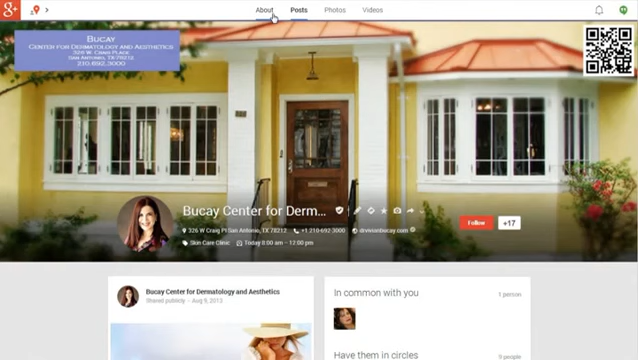 g+
About
Posts
Photos
Videos
BUCAY
CENTER FOR DERMATOLOGY AND AESTHETICS
326 W. CRAIG PLACE
SAN ANTONIO, TX 78212
210.692.3000
Bucay Center for Derm...
326 W Craig Pl San Antonio, TX 78212
+1 210-692-3000
drvivianbucay.com
Skin Care Clinic
Today 8:00 am – 12:00 pm
Follow
+17
Bucay Center for Dermatology and Aesthetics
Shared publicly - Aug 9, 2013
In common with you
1 person
Have them in circles